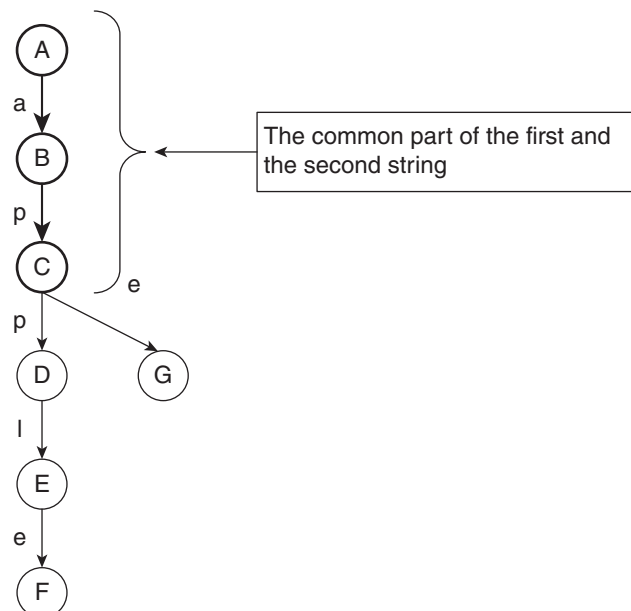 A
a
B
The common part of the first and
the second string
p
C
e
p
D
G
l
E
e
F